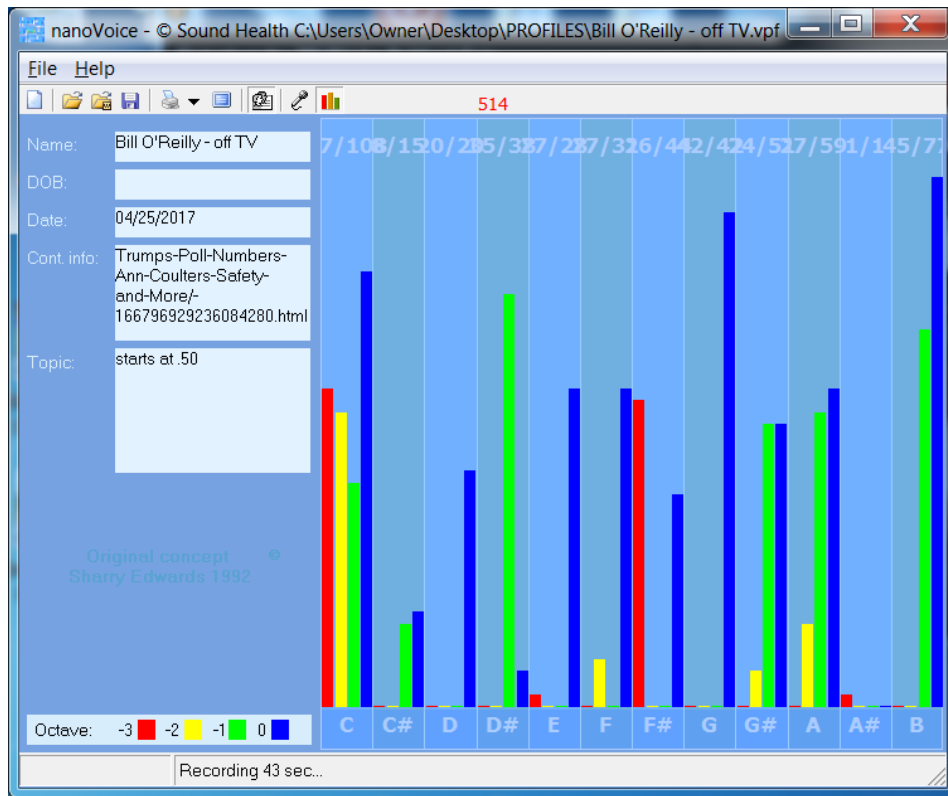 nanoVoice - © Sound Health C:\Users\Owner\Desktop\PROFILES\Bill O'Reilly - off TV.vpf
File Help
514
Name: Bill O'Reilly - off TV
DOB:
Date: 04/25/2017
Cont. info: Trumps-Poll-Numbers-
Ann-Coulters-Safety-
and-More/-
166796929236084280.html
Topic: starts at .50
Original concept ©
Sharry Edwards 1992
Octave: -3 -2 -1 0
C C# D D# E F F# G G# A A# B
Recording 43 sec...